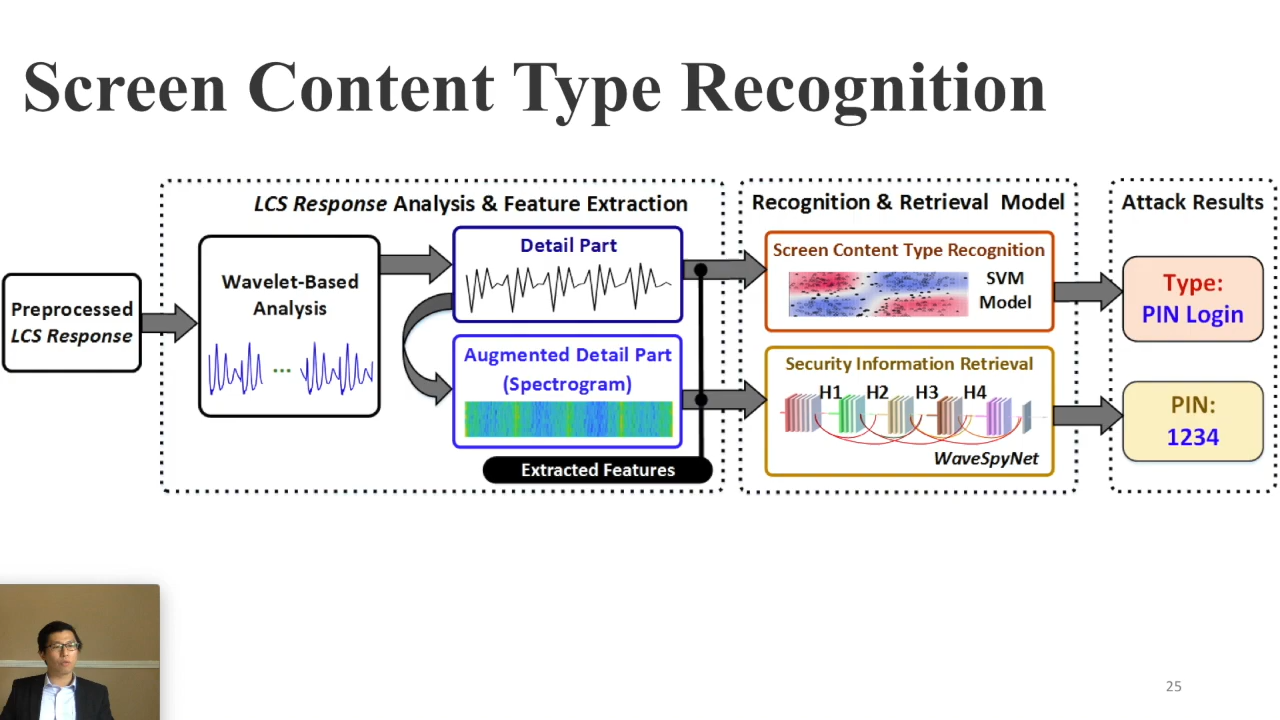 Screen Content Type Recognition
LCS Response Analysis & Feature Extraction
Recognition & Retrieval Model
Attack Results
Preprocessed
LCS Response
Wavelet-Based
Analysis
Detail Part
Augmented Detail Part
(Spectrogram)
Extracted Features
Screen Content Type Recognition
SVM
Model
Security Information Retrieval
H1 H2 H3 H4
WaveSpyNet
Type:
PIN Login
PIN:
1234
25